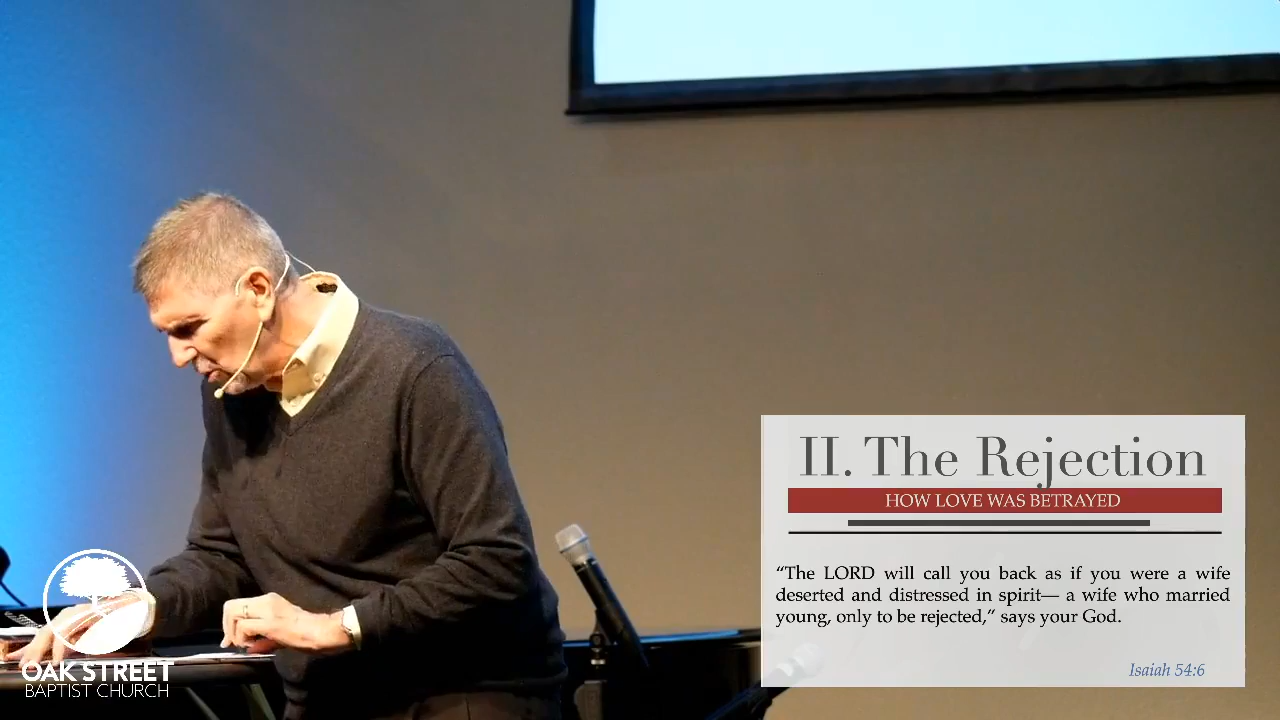 II. The Rejection
HOW LOVE WAS BETRAYED
“The LORD will call you back as if you were a wife
deserted and distressed in spirit— a wife who married
young, only to be rejected,” says your God.
Isaiah 54:6
OAK STREET
BAPTIST CHURCH